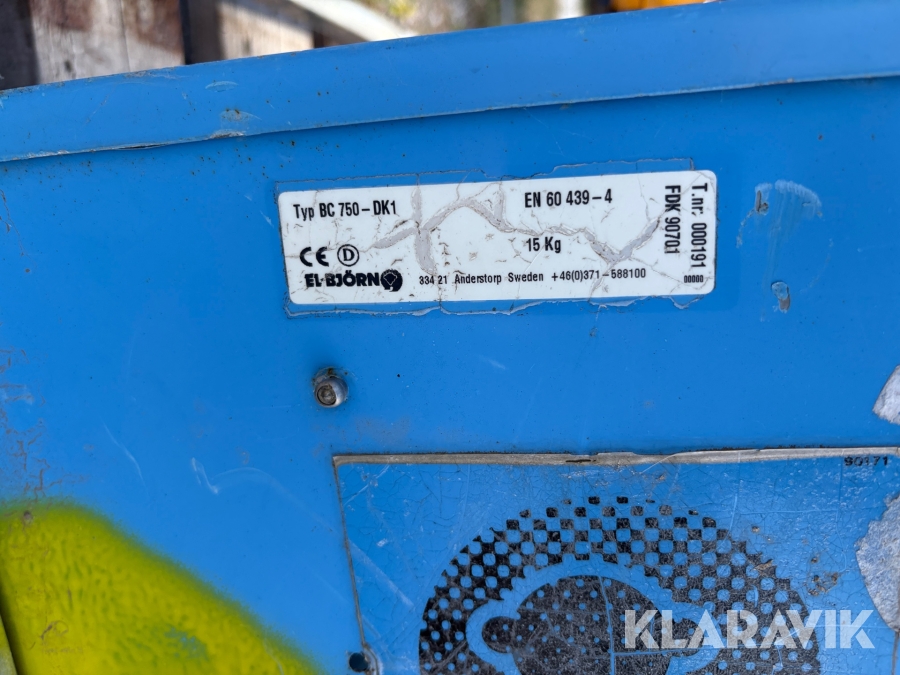 Typ BC 750-DK1
EN 60 439-4
15 Kg
CE D
EL-BJÖRN
334 21 Anderstorp Sweden +46(0)371-588100
T.nr: 000191
FDK 90701
00000
90171
KLARAVIK